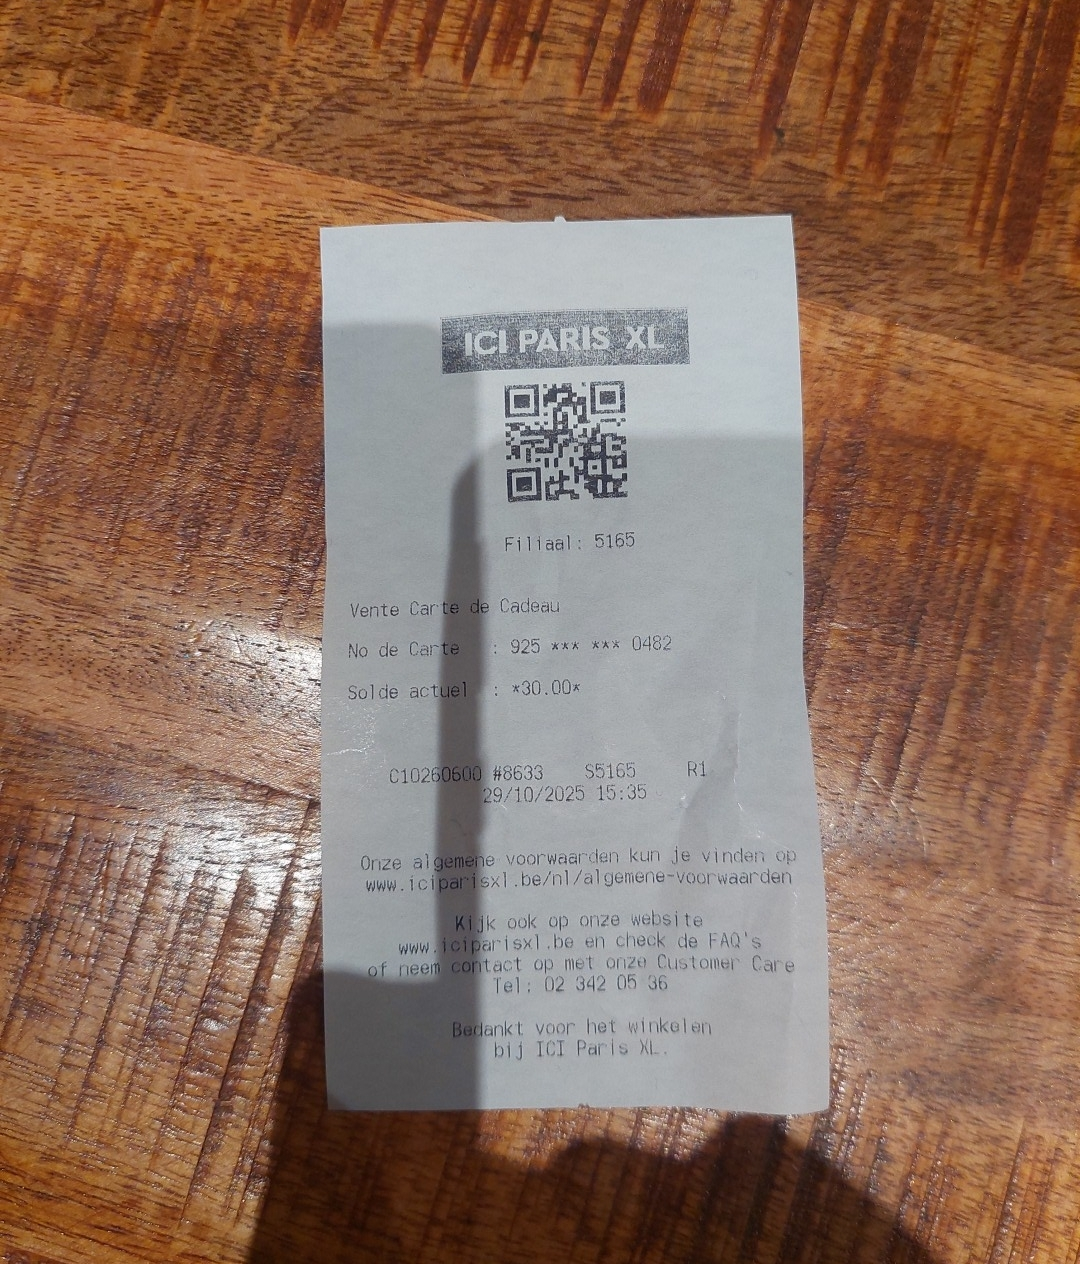 ICI PARIS XL
Filiaal: 5165
Vente Carte de Cadeau
No de Carte : 925 *** *** 0482
Solde actuel : *30.00*
C10260600 #8633 S5165 R1
29/10/2025 15:35
Onze algemene voorwaarden kun je vinden op
www.iciparisxl.be/nl/algemene-voorwaarden
Kijk ook op onze website
www.iciparisxl.be en check de FAQ's
of neem contact op met onze Customer Care
Tel: 02 342 05 36
Bedankt voor het winkelen
bij ICI Paris XL.